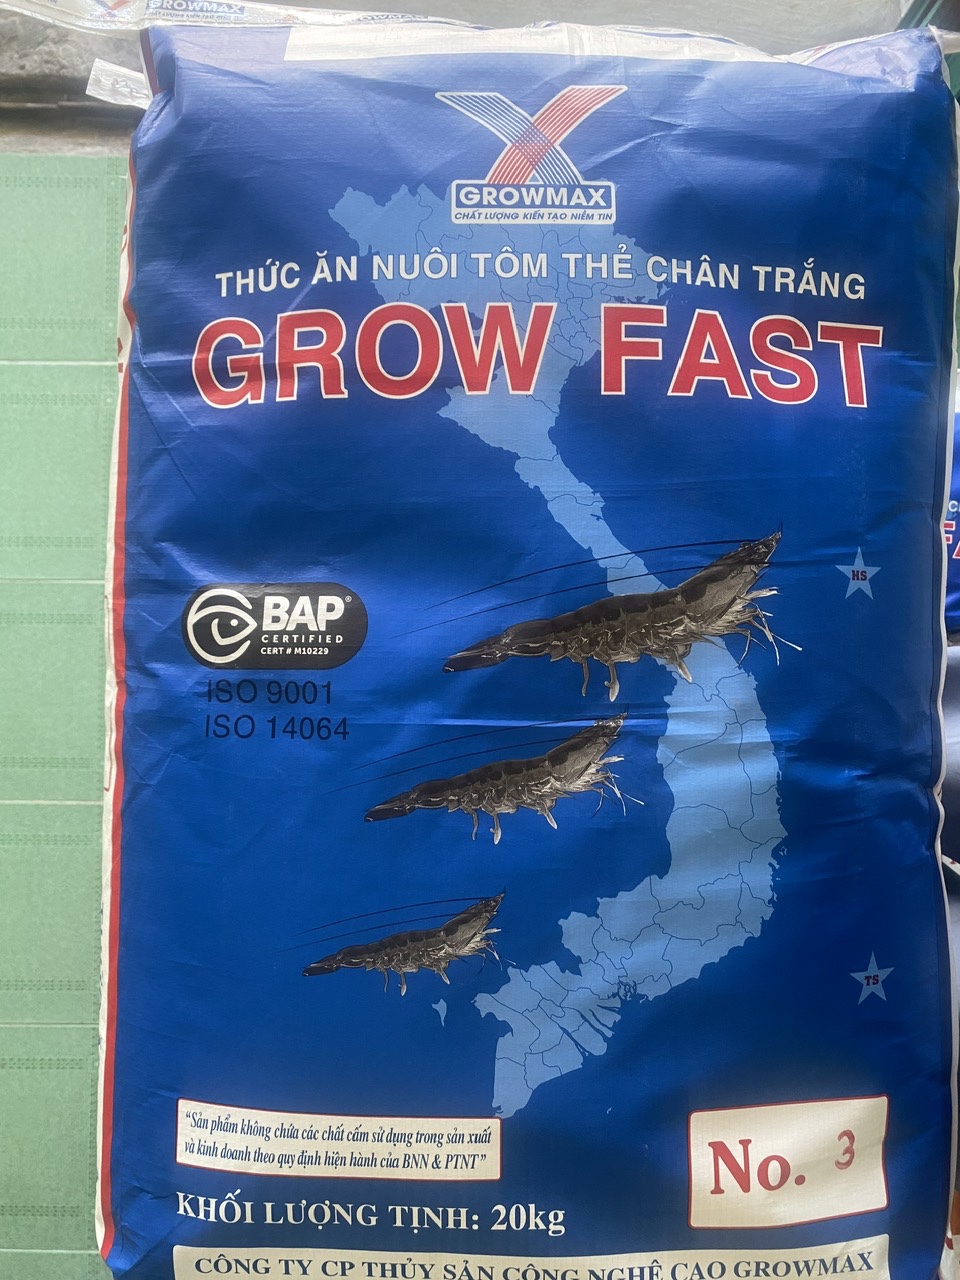 GROWMAX
GROWMAX
CHẤT LƯỢNG KIẾN TẠO NIỀM TIN
THỨC ĂN NUÔI TÔM THẺ CHÂN TRẮNG
GROW FAST
HS
BAP®
CERTIFIED
CERT # M10229
ISO 9001
ISO 14064
TS
"Sản phẩm không chứa các chất cấm sử dụng trong sản xuất
và kinh doanh theo quy định hiện hành của BNN & PTNT"
No. 3
KHỐI LƯỢNG TỊNH: 20kg
CÔNG TY CP THỦY SẢN CÔNG NGHỆ CAO GROWMAX